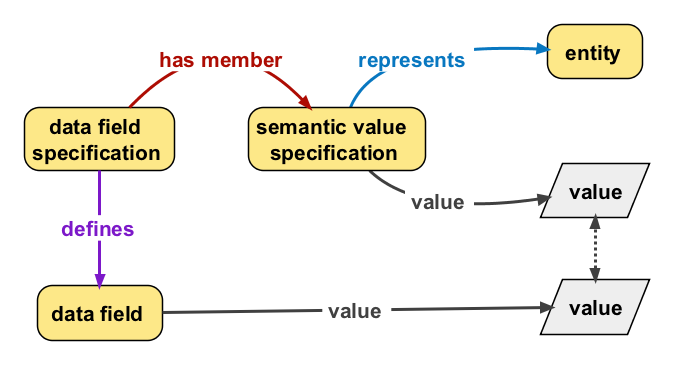 has member
represents
entity
data field
specification
semantic value
specification
value
value
defines
data field
value
value